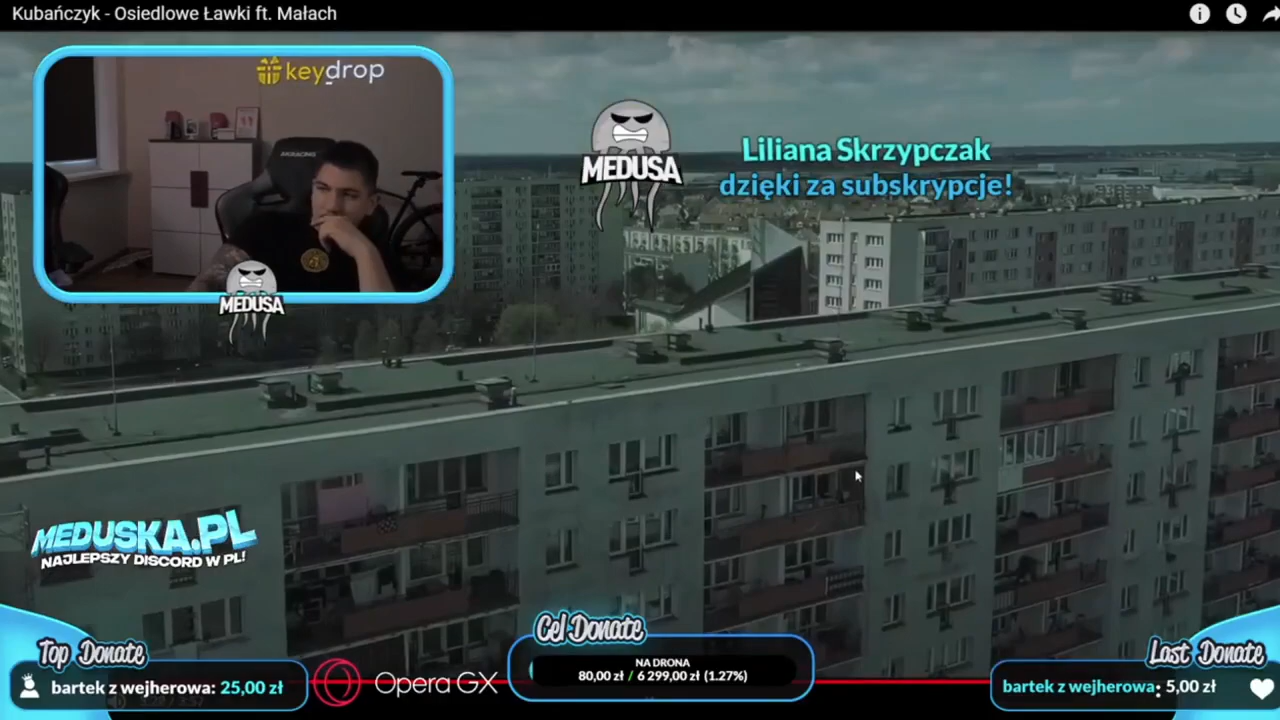 Kubańczyk - Osiedlowe Ławki ft. Małach
keydrop
MEDUSA
Liliana Skrzypczak
dzięki za subskrypcje!
MEDUSA
MEDUSKA.PL
NAJLEPSZY DISCORD W PL!
Top Donate
bartek z wejherowa: 25,00 zł
Opera GX
Cel Donate
NA DRONA
80,00 zł / 6 299,00 zł (1.27%)
Last Donate
bartek z wejherowa: 5,00 zł